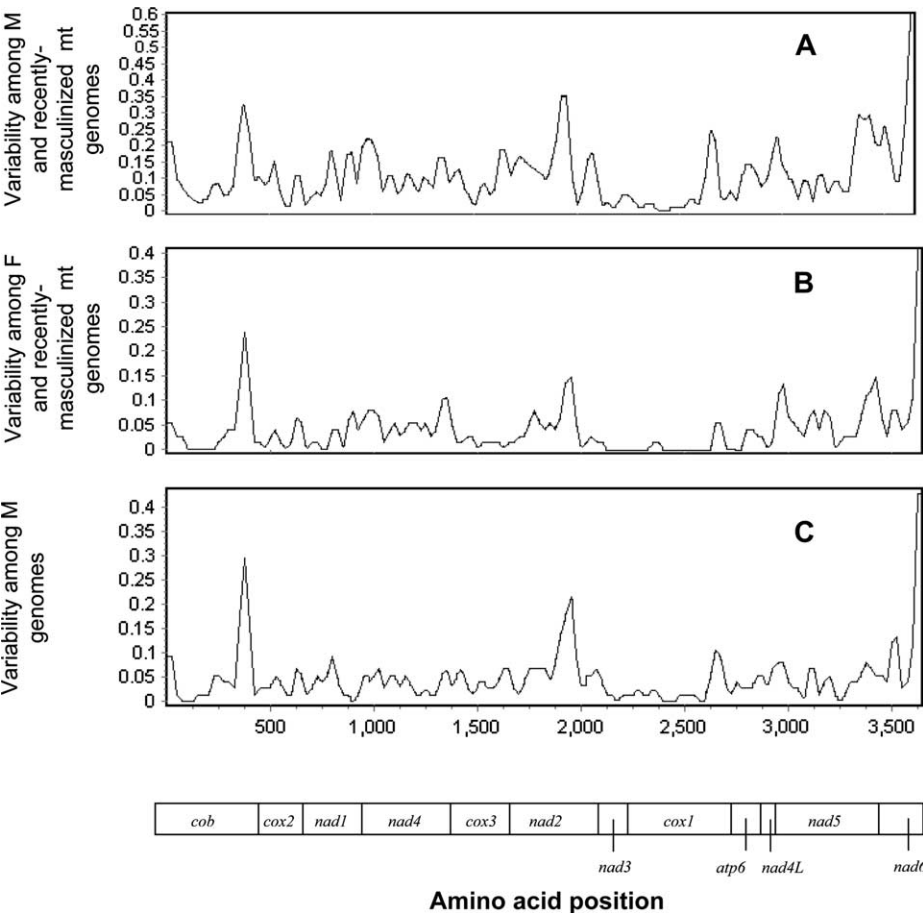 Variability among M
and recently-
masculinized mt
genomes
0.6
0.55
0.5
0.45
0.4
0.35
0.3
0.25
0.2
0.15
0.1
0.05
0
A
Variability among F
and recently-
masculinized mt
genomes
0.4
0.35
0.3
0.25
0.2
0.15
0.1
0.05
0
B
Variability among M
genomes
0.4
0.35
0.3
0.25
0.2
0.15
0.1
0.05
0
C
500 1,000 1,500 2,000 2,500 3,000 3,500
cob cox2 nad1 nad4 cox3 nad2 cox1 nad5
nad3 atp6 nad4L nad6
Amino acid position